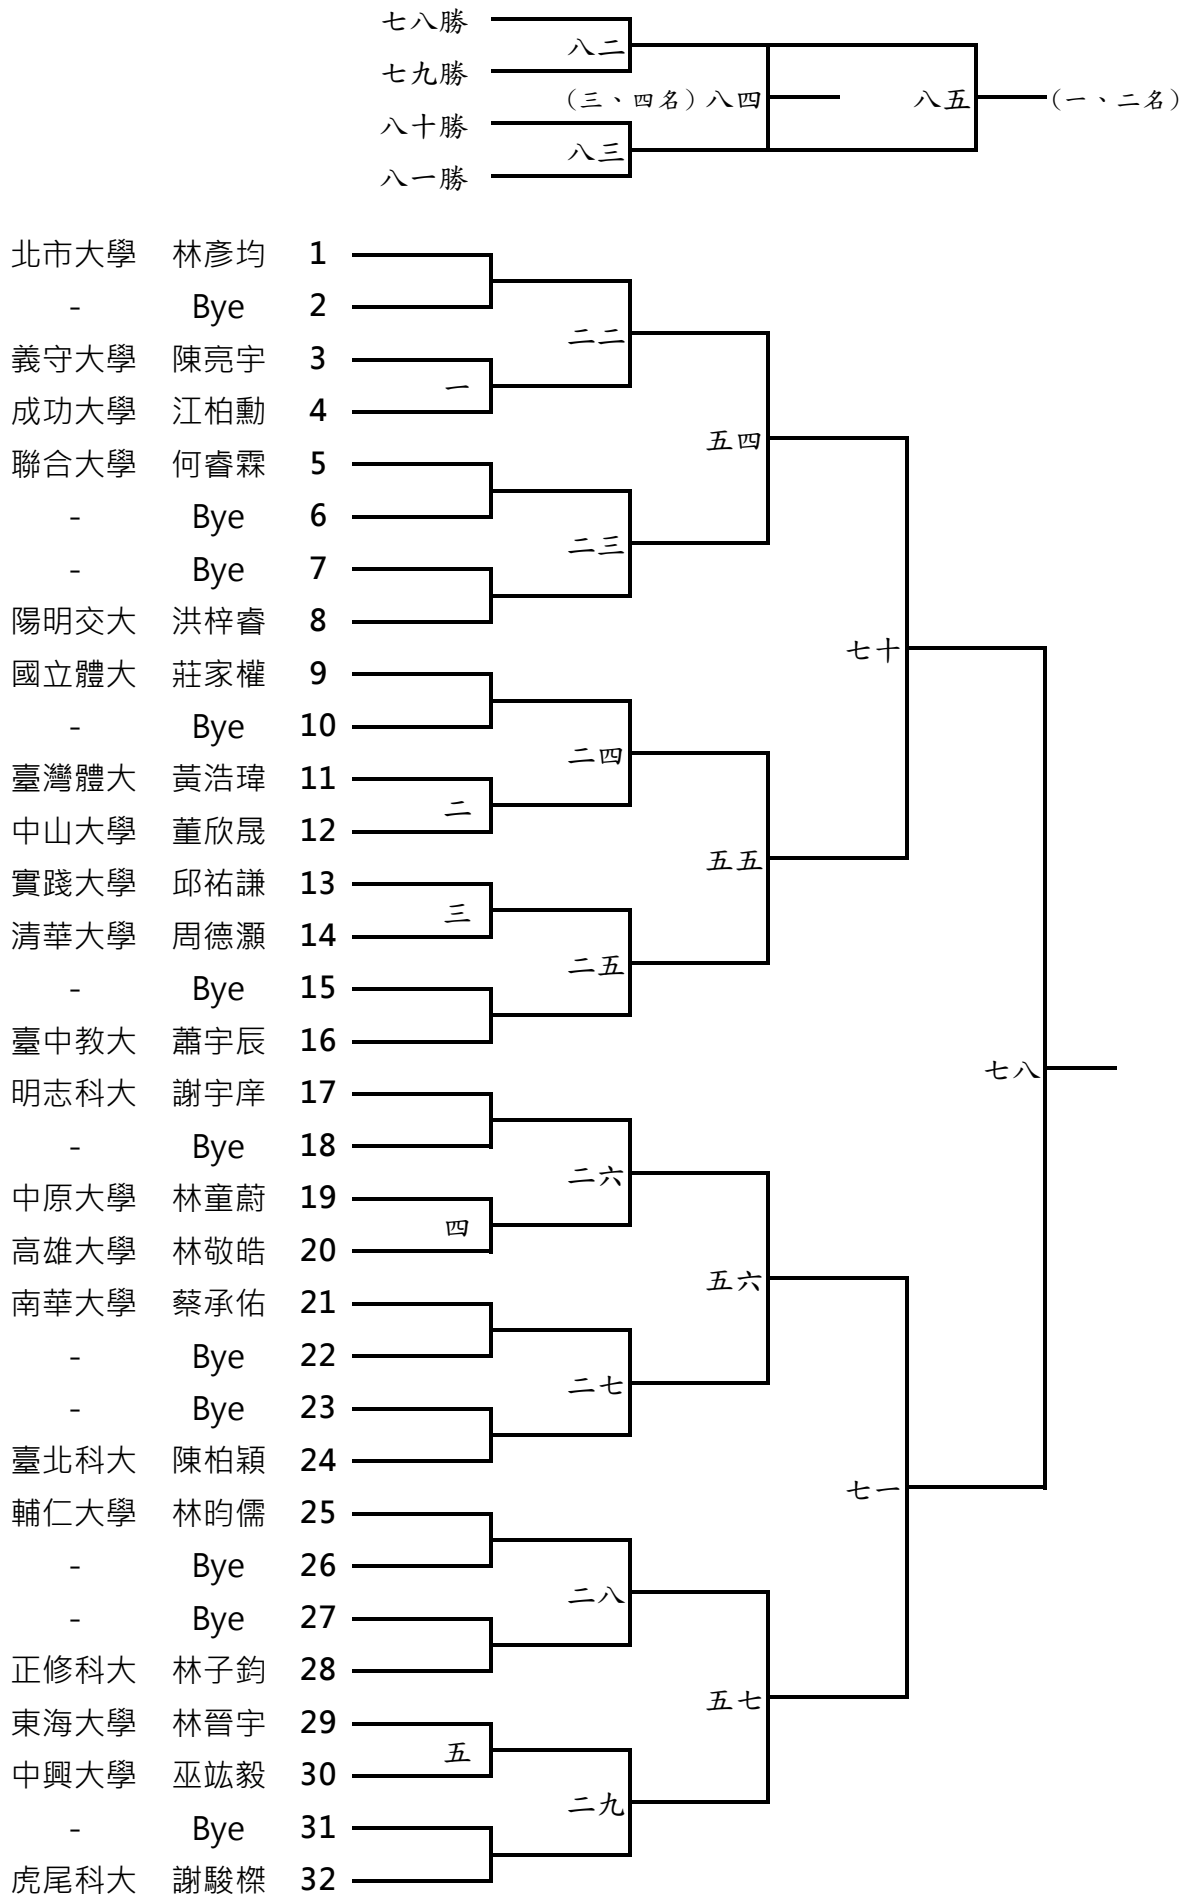 七八勝
八二
七九勝
(三、四名) 八四
八五
(一、二名)
八十勝
八三
八一勝
北市大學 林彥均 1
- Bye 2
二二
義守大學 陳亮宇 3
一
成功大學 江柏勳 4
五四
聯合大學 何睿霖 5
- Bye 6
二三
- Bye 7
陽明交大 洪梓睿 8
七十
國立體大 莊家權 9
- Bye 10
二四
臺灣體大 黃浩瑋 11
二
中山大學 董欣晟 12
五五
實踐大學 邱祐謙 13
三
清華大學 周德灝 14
二五
- Bye 15
臺中教大 蕭宇辰 16
七八
明志科大 謝宇庠 17
- Bye 18
二六
中原大學 林童蔚 19
四
高雄大學 林敬皓 20
五六
南華大學 蔡承佑 21
- Bye 22
二七
- Bye 23
臺北科大 陳柏穎 24
七一
輔仁大學 林昀儒 25
- Bye 26
二八
- Bye 27
正修科大 林子鈞 28
五七
東海大學 林晉宇 29
五
中興大學 巫竑毅 30
二九
- Bye 31
虎尾科大 謝駿榤 32